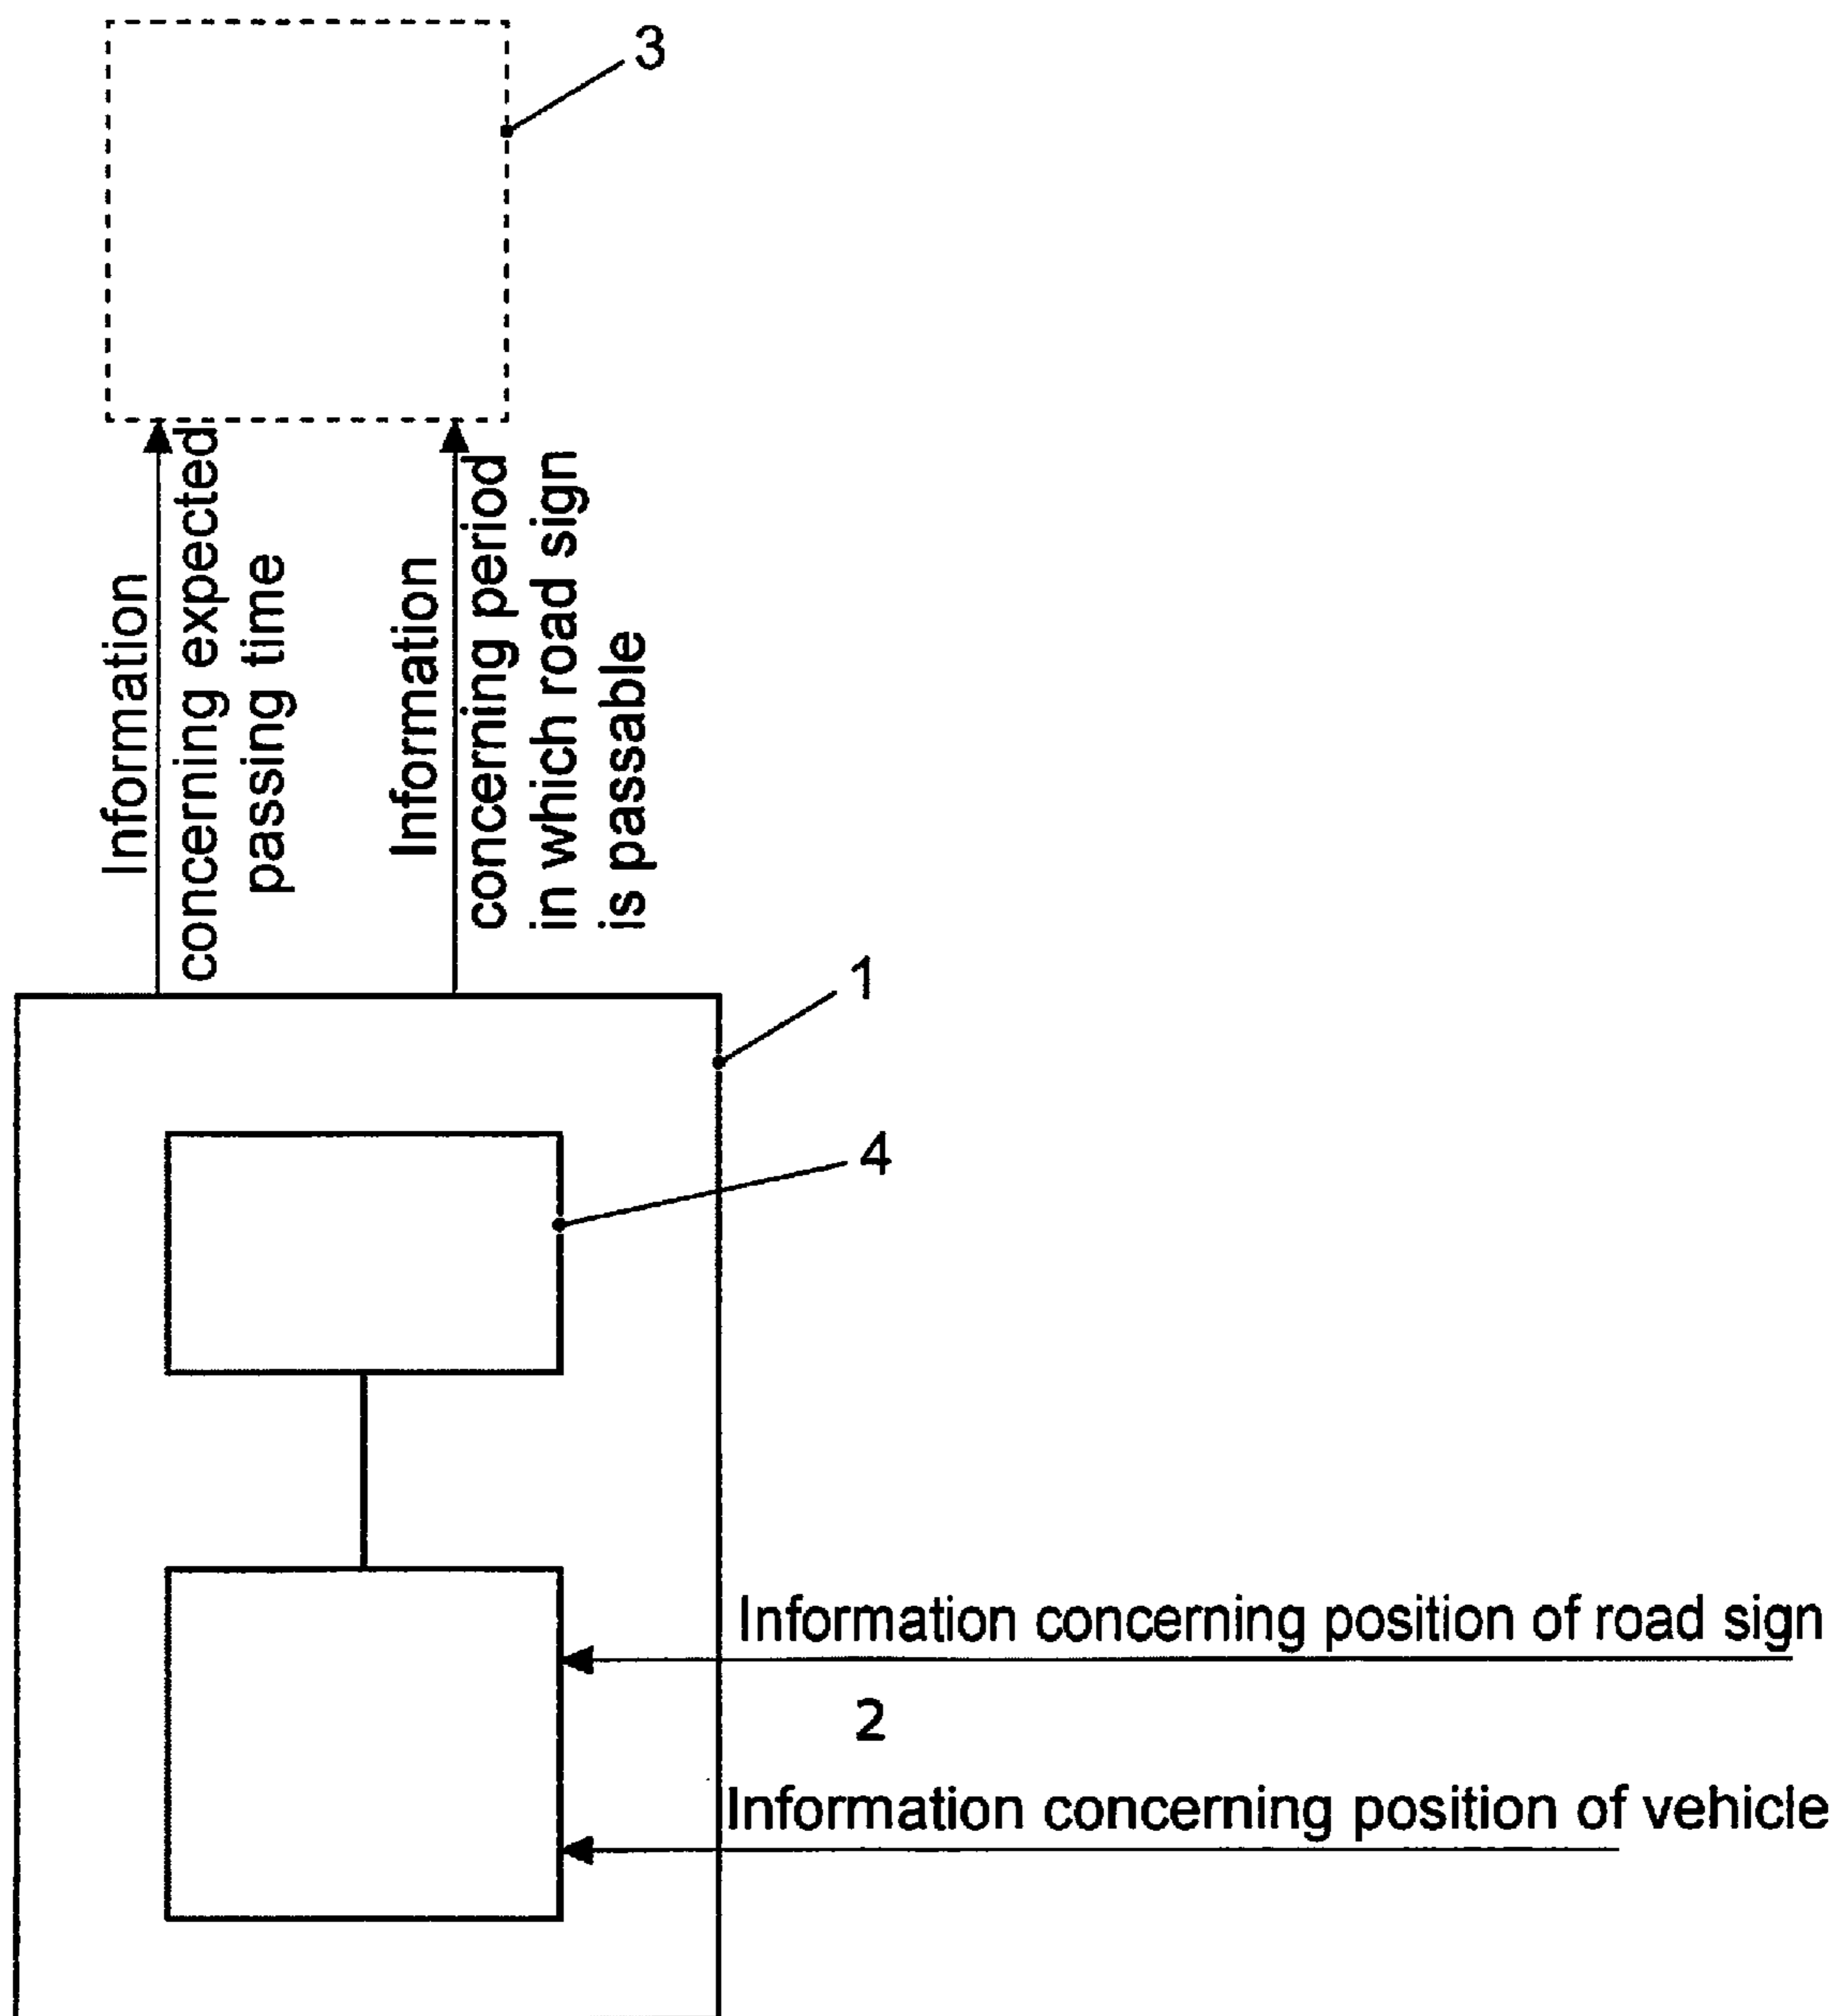 3
Information
concerning expected
passing time
Information
concerning period
in which road sign
is passable
1
4
Information concerning position of road sign
2
Information concerning position of vehicle